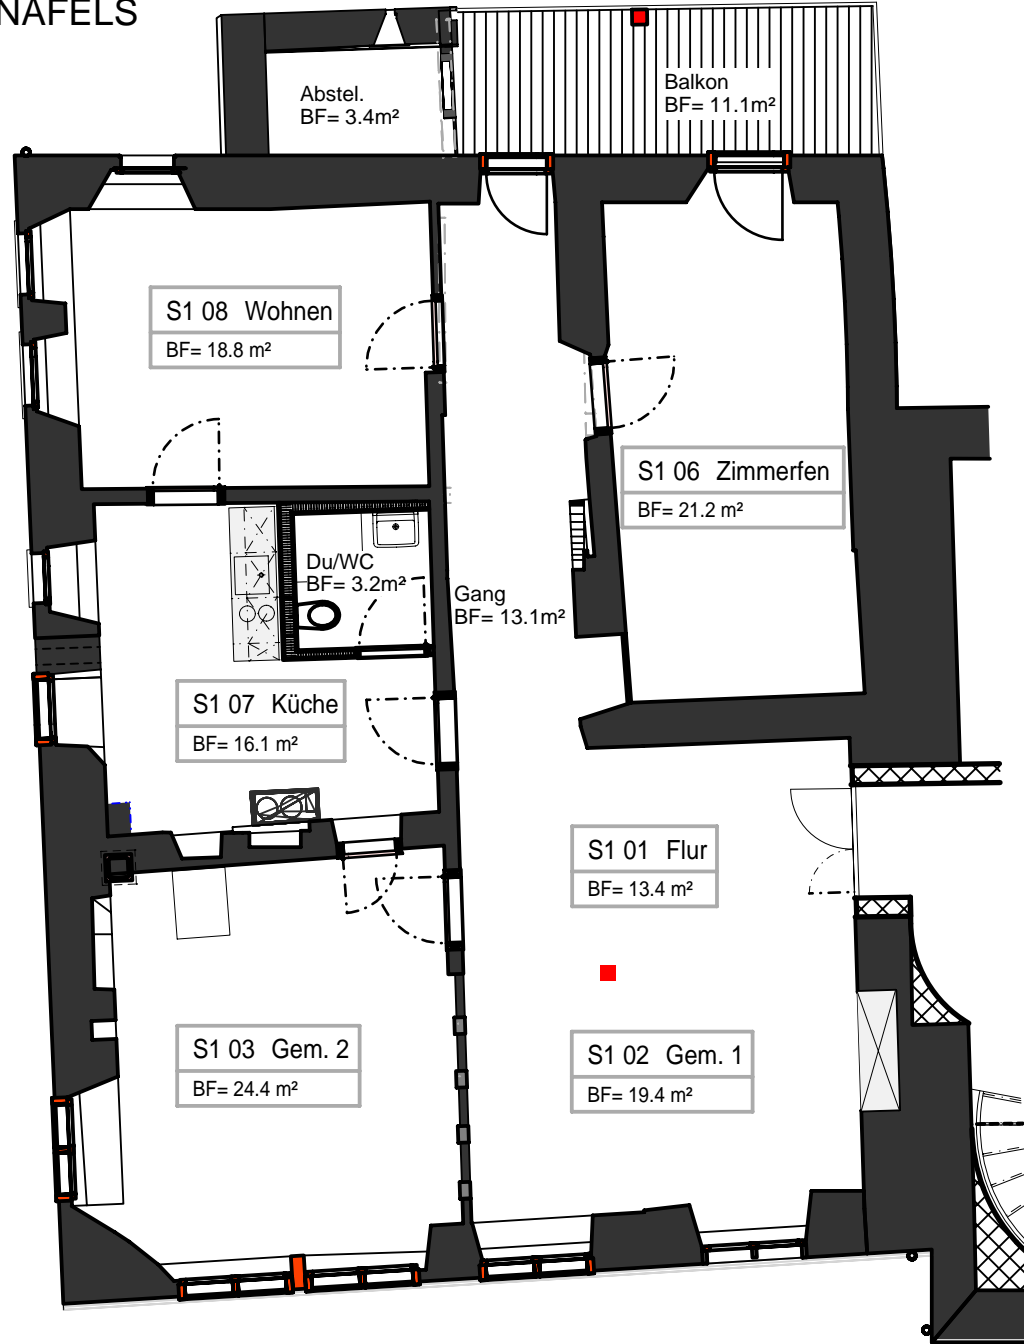 NÄFELS
Abstel.
BF= 3.4m²
Balkon
BF= 11.1m²
S1 08 Wohnen
BF= 18.8 m²
S1 06 Zimmerfen
BF= 21.2 m²
Du/WC
BF= 3.2m²
Gang
BF= 13.1m²
S1 07 Küche
BF= 16.1 m²
S1 01 Flur
BF= 13.4 m²
S1 03 Gem. 2
BF= 24.4 m²
S1 02 Gem. 1
BF= 19.4 m²